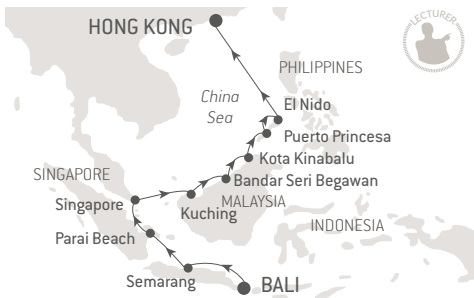 HONG KONG
LECTURER
PHILIPPINES
China
Sea
El Nido
Puerto Princesa
Kota Kinabalu
SINGAPORE
Bandar Seri Begawan
Singapore
Kuching
MALAYSIA
Parai Beach
INDONESIA
Semarang
BALI